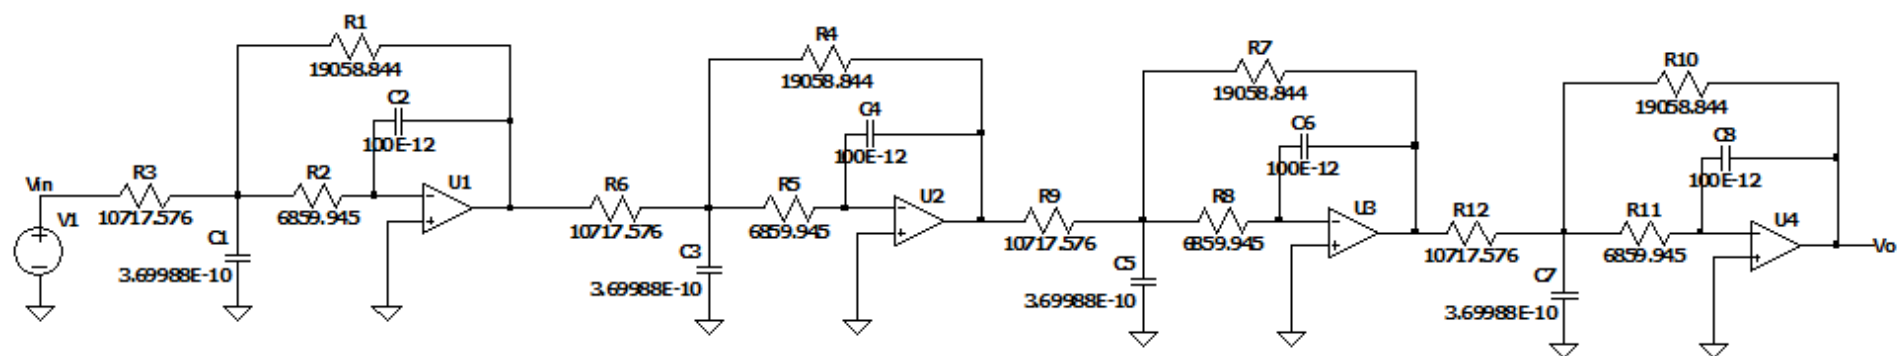 R1
19058.844
C2
100E-12
Vin
R3
10717.576
R2
6859.945
U1
V1
C1
3.69988E-10
R4
19058.844
C4
100E-12
R6
10717.576
R5
6859.945
U2
C3
3.69988E-10
R7
19058.844
C6
100E-12
R9
10717.576
R8
6859.945
U3
C5
3.69988E-10
R10
19058.844
C8
100E-12
R12
10717.576
R11
6859.945
U4
Vo
C7
3.69988E-10